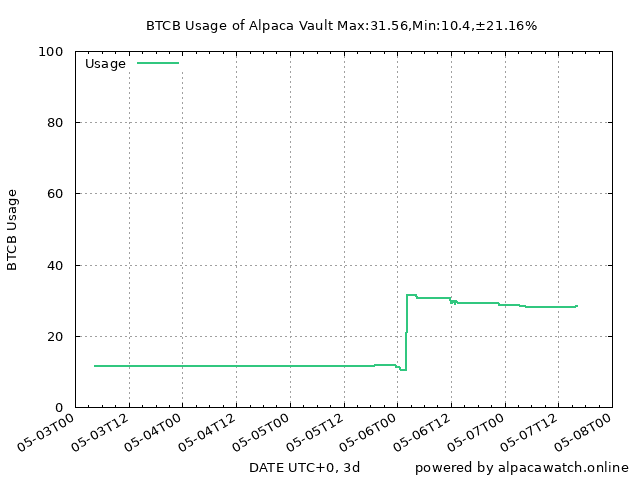 BTCB Usage of Alpaca Vault Max:31.56,Min:10.4,±21.16%
Usage
100
80
60
40
20
0
BTCB Usage
05-03T00
05-03T12
05-04T00
05-04T12
05-05T00
05-05T12
05-06T00
05-06T12
05-07T00
05-07T12
05-08T00
DATE UTC+0, 3d
powered by alpacawatch.online